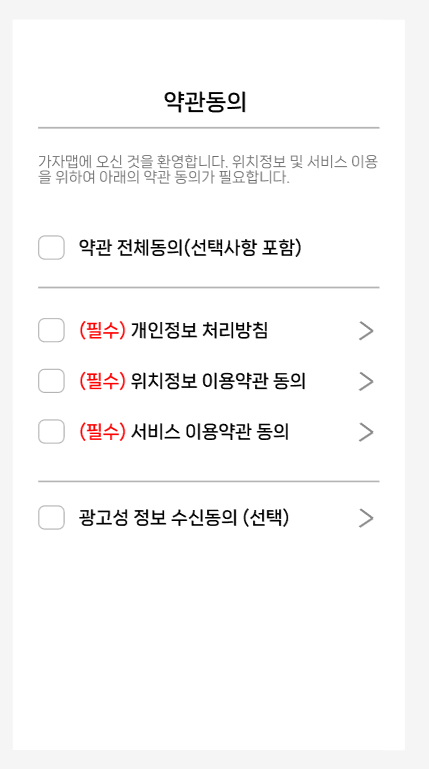 약관동의
가자맵에 오신 것을 환영합니다. 위치정보 및 서비스 이용
을 위하여 아래의 약관 동의가 필요합니다.
약관 전체동의(선택사항 포함)
(필수) 개인정보 처리방침
(필수) 위치정보 이용약관 동의
(필수) 서비스 이용약관 동의
광고성 정보 수신동의 (선택)